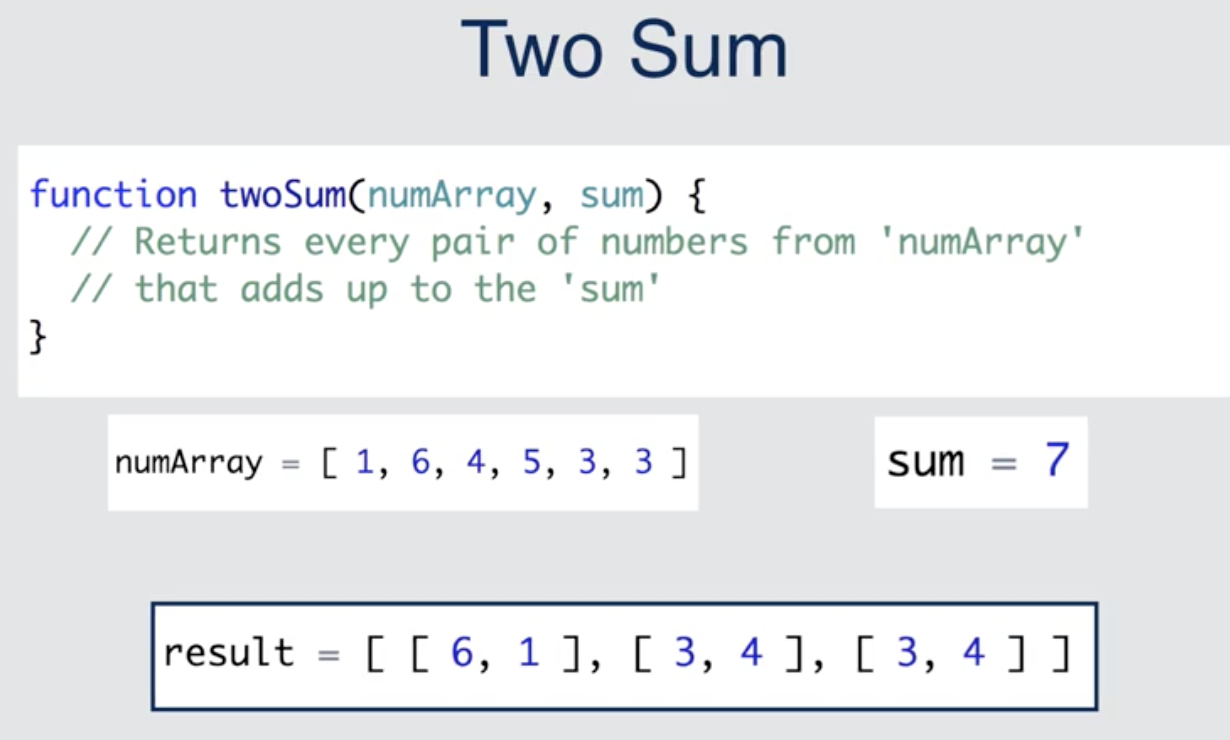 Two Sum
function twoSum(numArray, sum) {
// Returns every pair of numbers from 'numArray'
// that adds up to the 'sum'
}
numArray = [ 1, 6, 4, 5, 3, 3 ]
sum = 7
result = [ [ 6, 1 ], [ 3, 4 ], [ 3, 4 ] ]